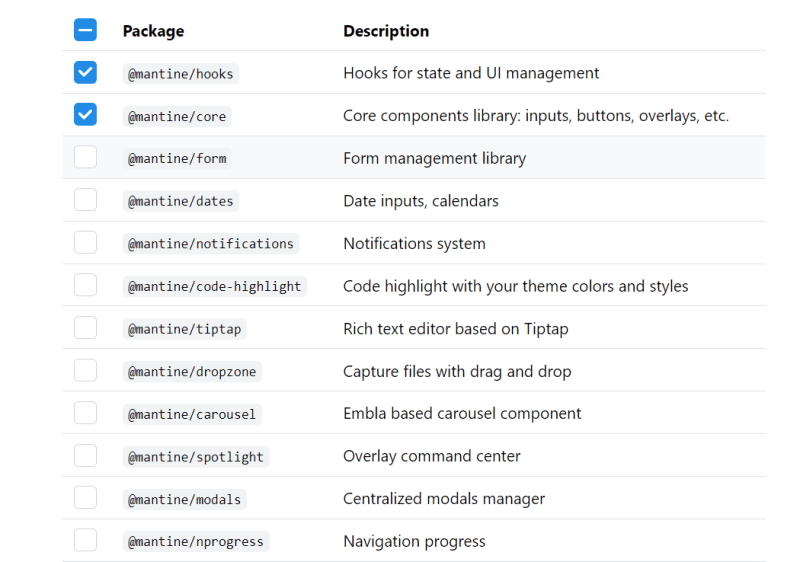 Package Description
@mantine/hooks Hooks for state and UI management
@mantine/core Core components library: inputs, buttons, overlays, etc.
@mantine/form Form management library
@mantine/dates Date inputs, calendars
@mantine/notifications Notifications system
@mantine/code-highlight Code highlight with your theme colors and styles
@mantine/tiptap Rich text editor based on Tiptap
@mantine/dropzone Capture files with drag and drop
@mantine/carousel Embla based carousel component
@mantine/spotlight Overlay command center
@mantine/modals Centralized modals manager
@mantine/nprogress Navigation progress